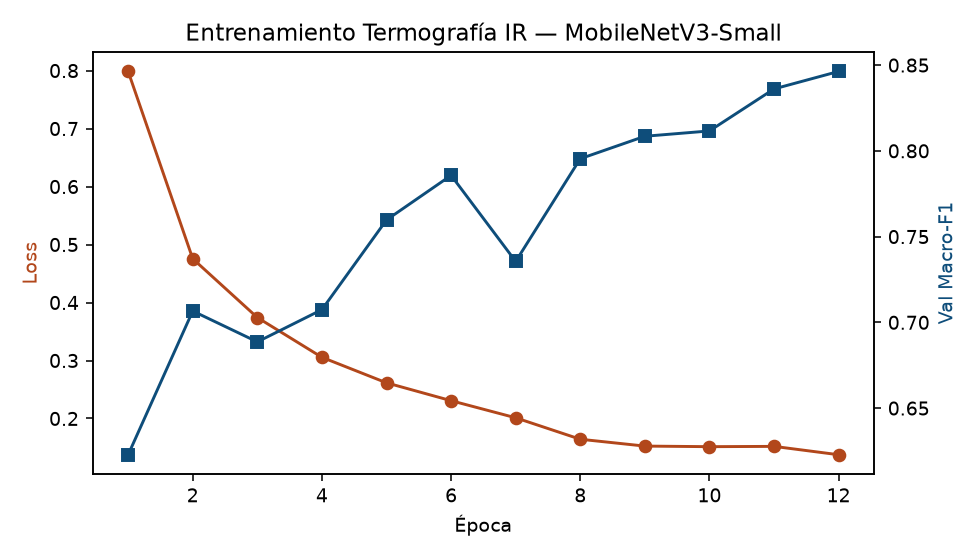 Entrenamiento Termografía IR — MobileNetV3-Small
0.8
0.7
0.6
0.5
0.4
0.3
0.2
Loss
0.85
0.80
0.75
0.70
0.65
Val Macro-F1
2 4 6 8 10 12
Época